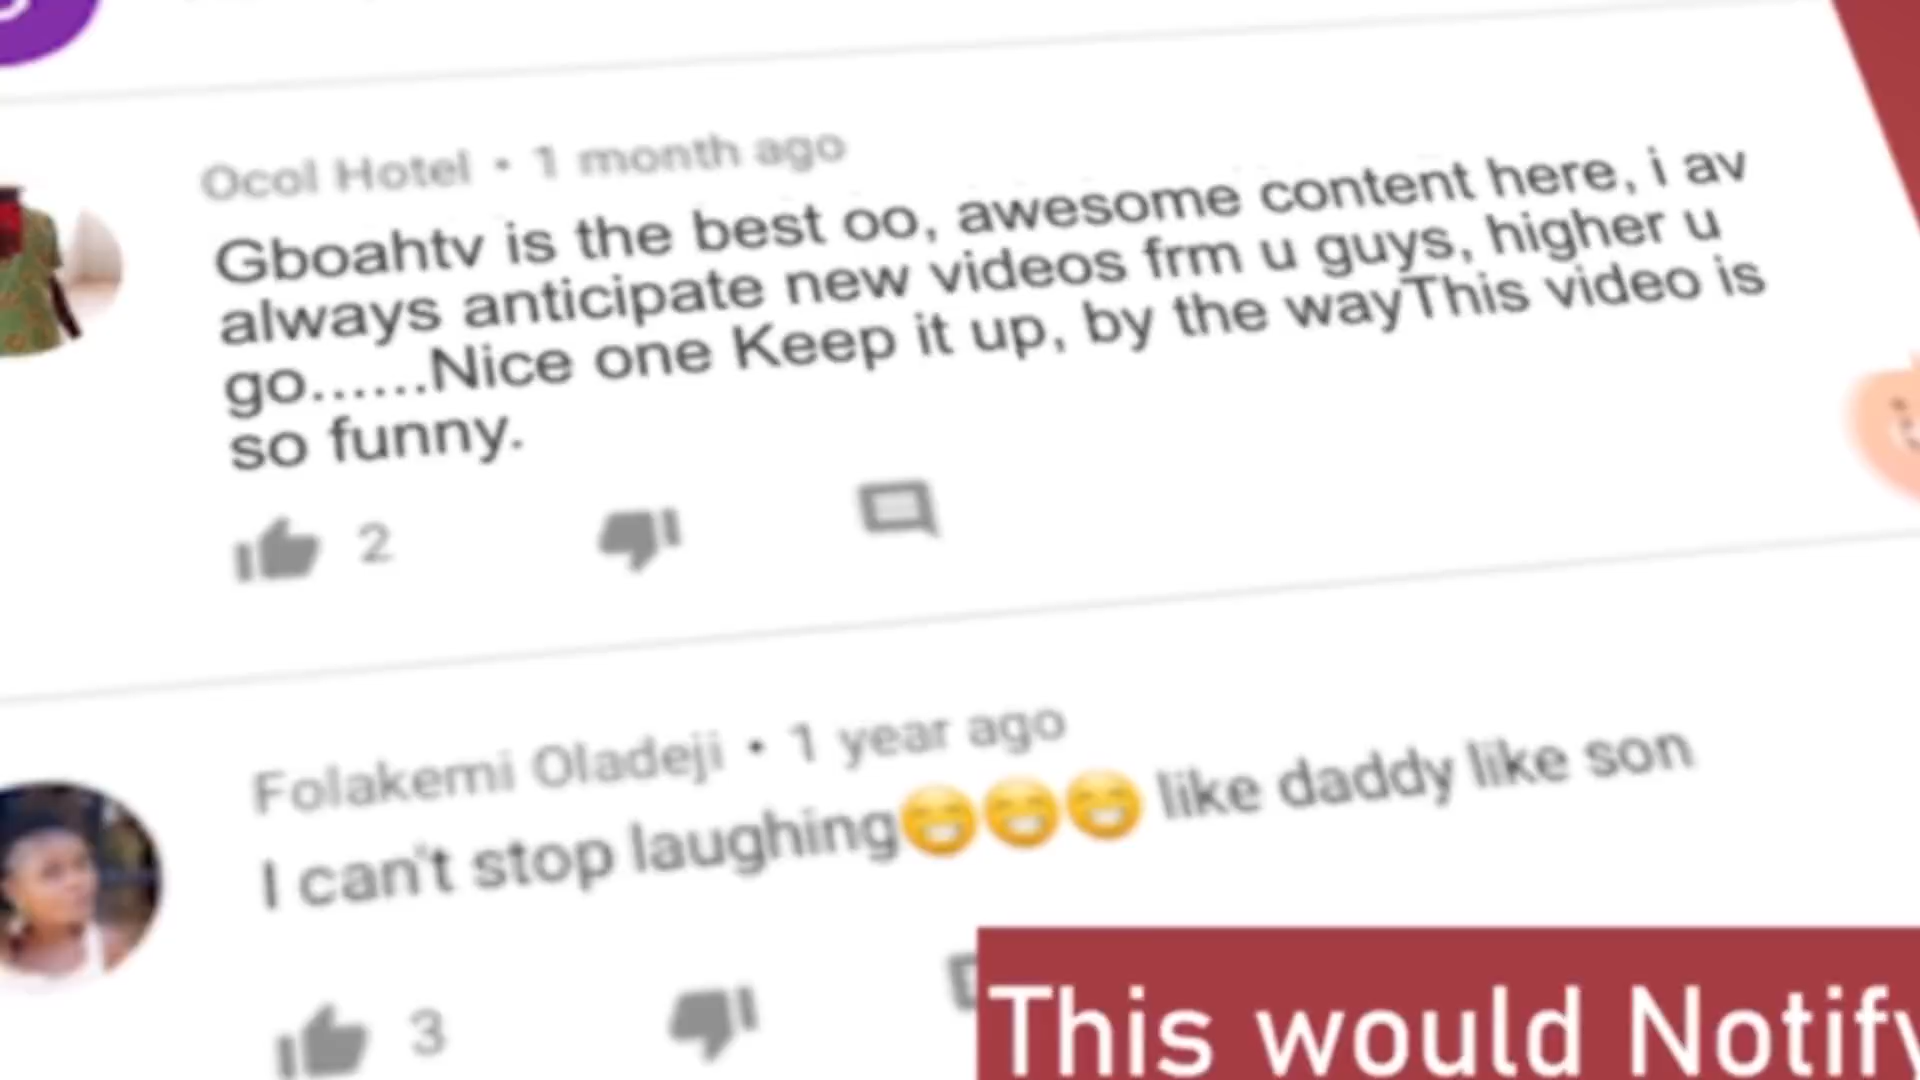 Ocol Hotel • 1 month ago
Gboahtv is the best oo, awesome content here, i av
always anticipate new videos frm u guys, higher u
go......Nice one Keep it up, by the wayThis video is
so funny.
2
Folakemi Oladeji • 1 year ago
I can't stop laughing😁😁😁 like daddy like son
3
This would Notify